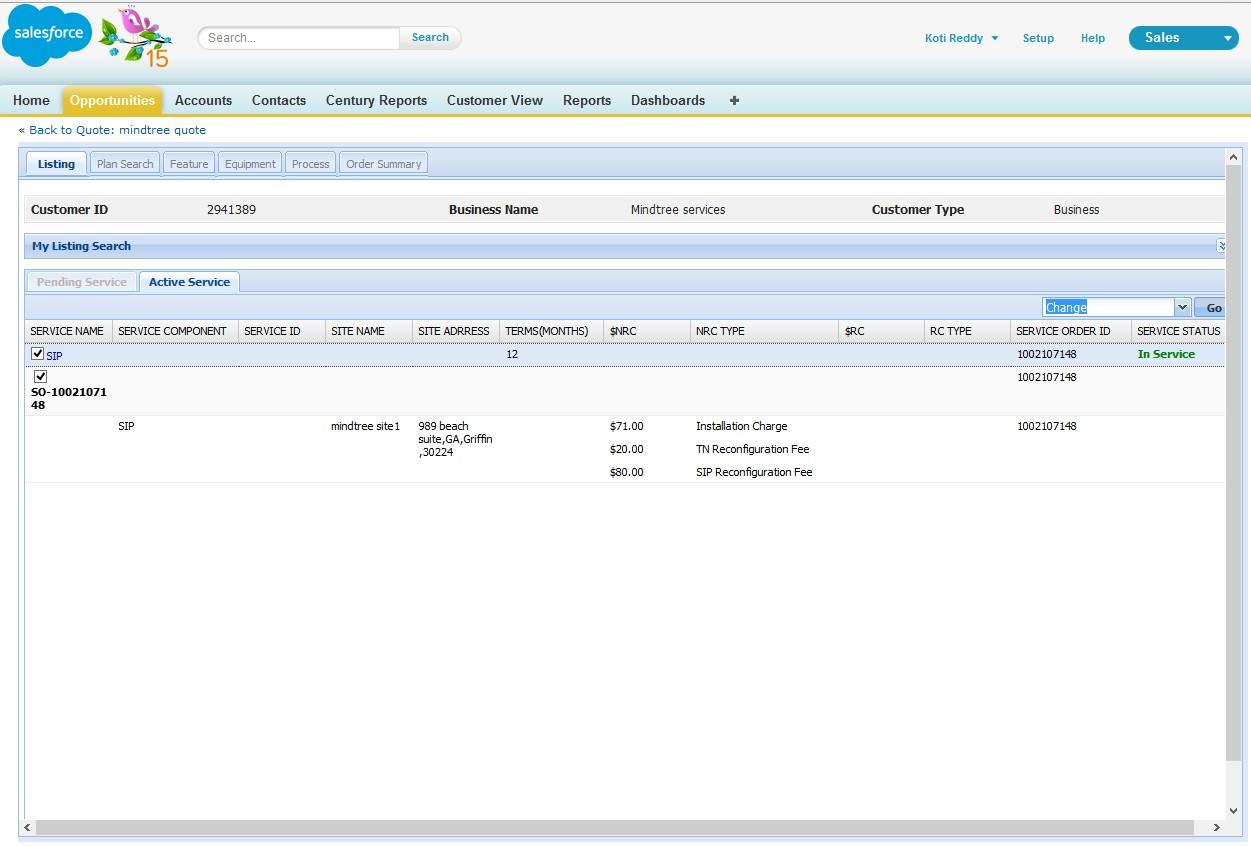 salesforce
15
Search...
Search
Koti Reddy
Setup
Help
Sales
Home
Opportunities
Accounts
Contacts
Century Reports
Customer View
Reports
Dashboards
+
« Back to Quote: mindtree quote
Listing
Plan Search
Feature
Equipment
Process
Order Summary
Customer ID 2941389 Business Name Mindtree services Customer Type Business
My Listing Search
Pending Service
Active Service
Change
Go
SERVICE NAME SERVICE COMPONENT SERVICE ID SITE NAME SITE ADRRESS TERMS(MONTHS) $NRC NRC TYPE $RC RC TYPE SERVICE ORDER ID SERVICE STATUS
SIP 12 1002107148 In Service
1002107148
SO-10021071
48
SIP mindtree site1 989 beach $71.00 Installation Charge 1002107148
suite,GA,Griffin
,30224
$20.00 TN Reconfiguration Fee
$80.00 SIP Reconfiguration Fee